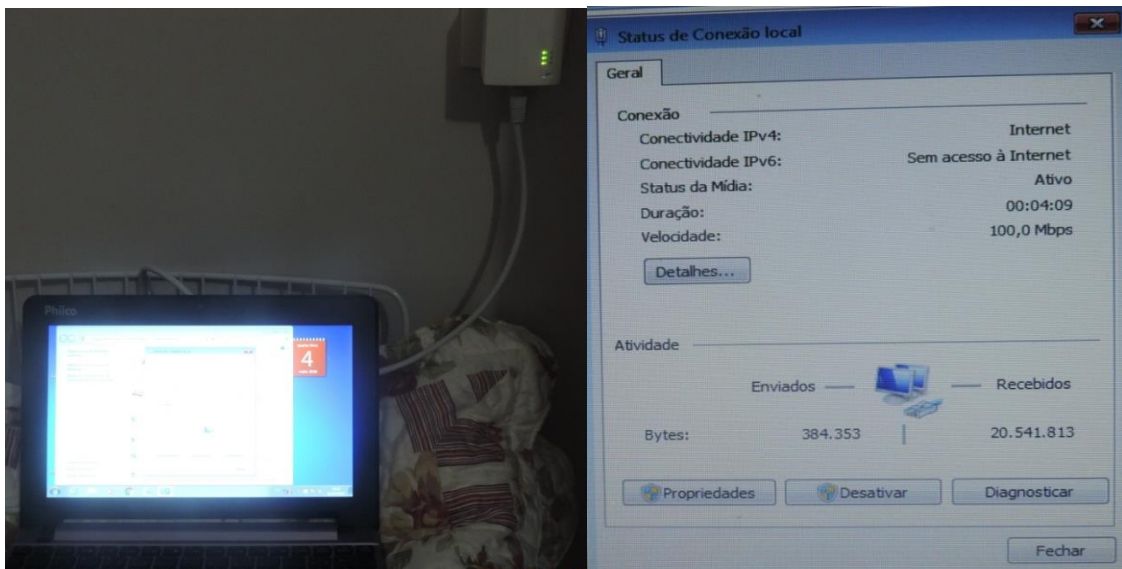 Philco
4
Status de Conexão local
Geral
Conexão
Conectividade IPv4: Internet
Conectividade IPv6: Sem acesso à Internet
Status da Mídia: Ativo
Duração: 00:04:09
Velocidade: 100,0 Mbps
Detalhes...
Atividade
Enviados Recebidos
Bytes: 384.353 20.541.813
Propriedades Desativar Diagnosticar
Fechar